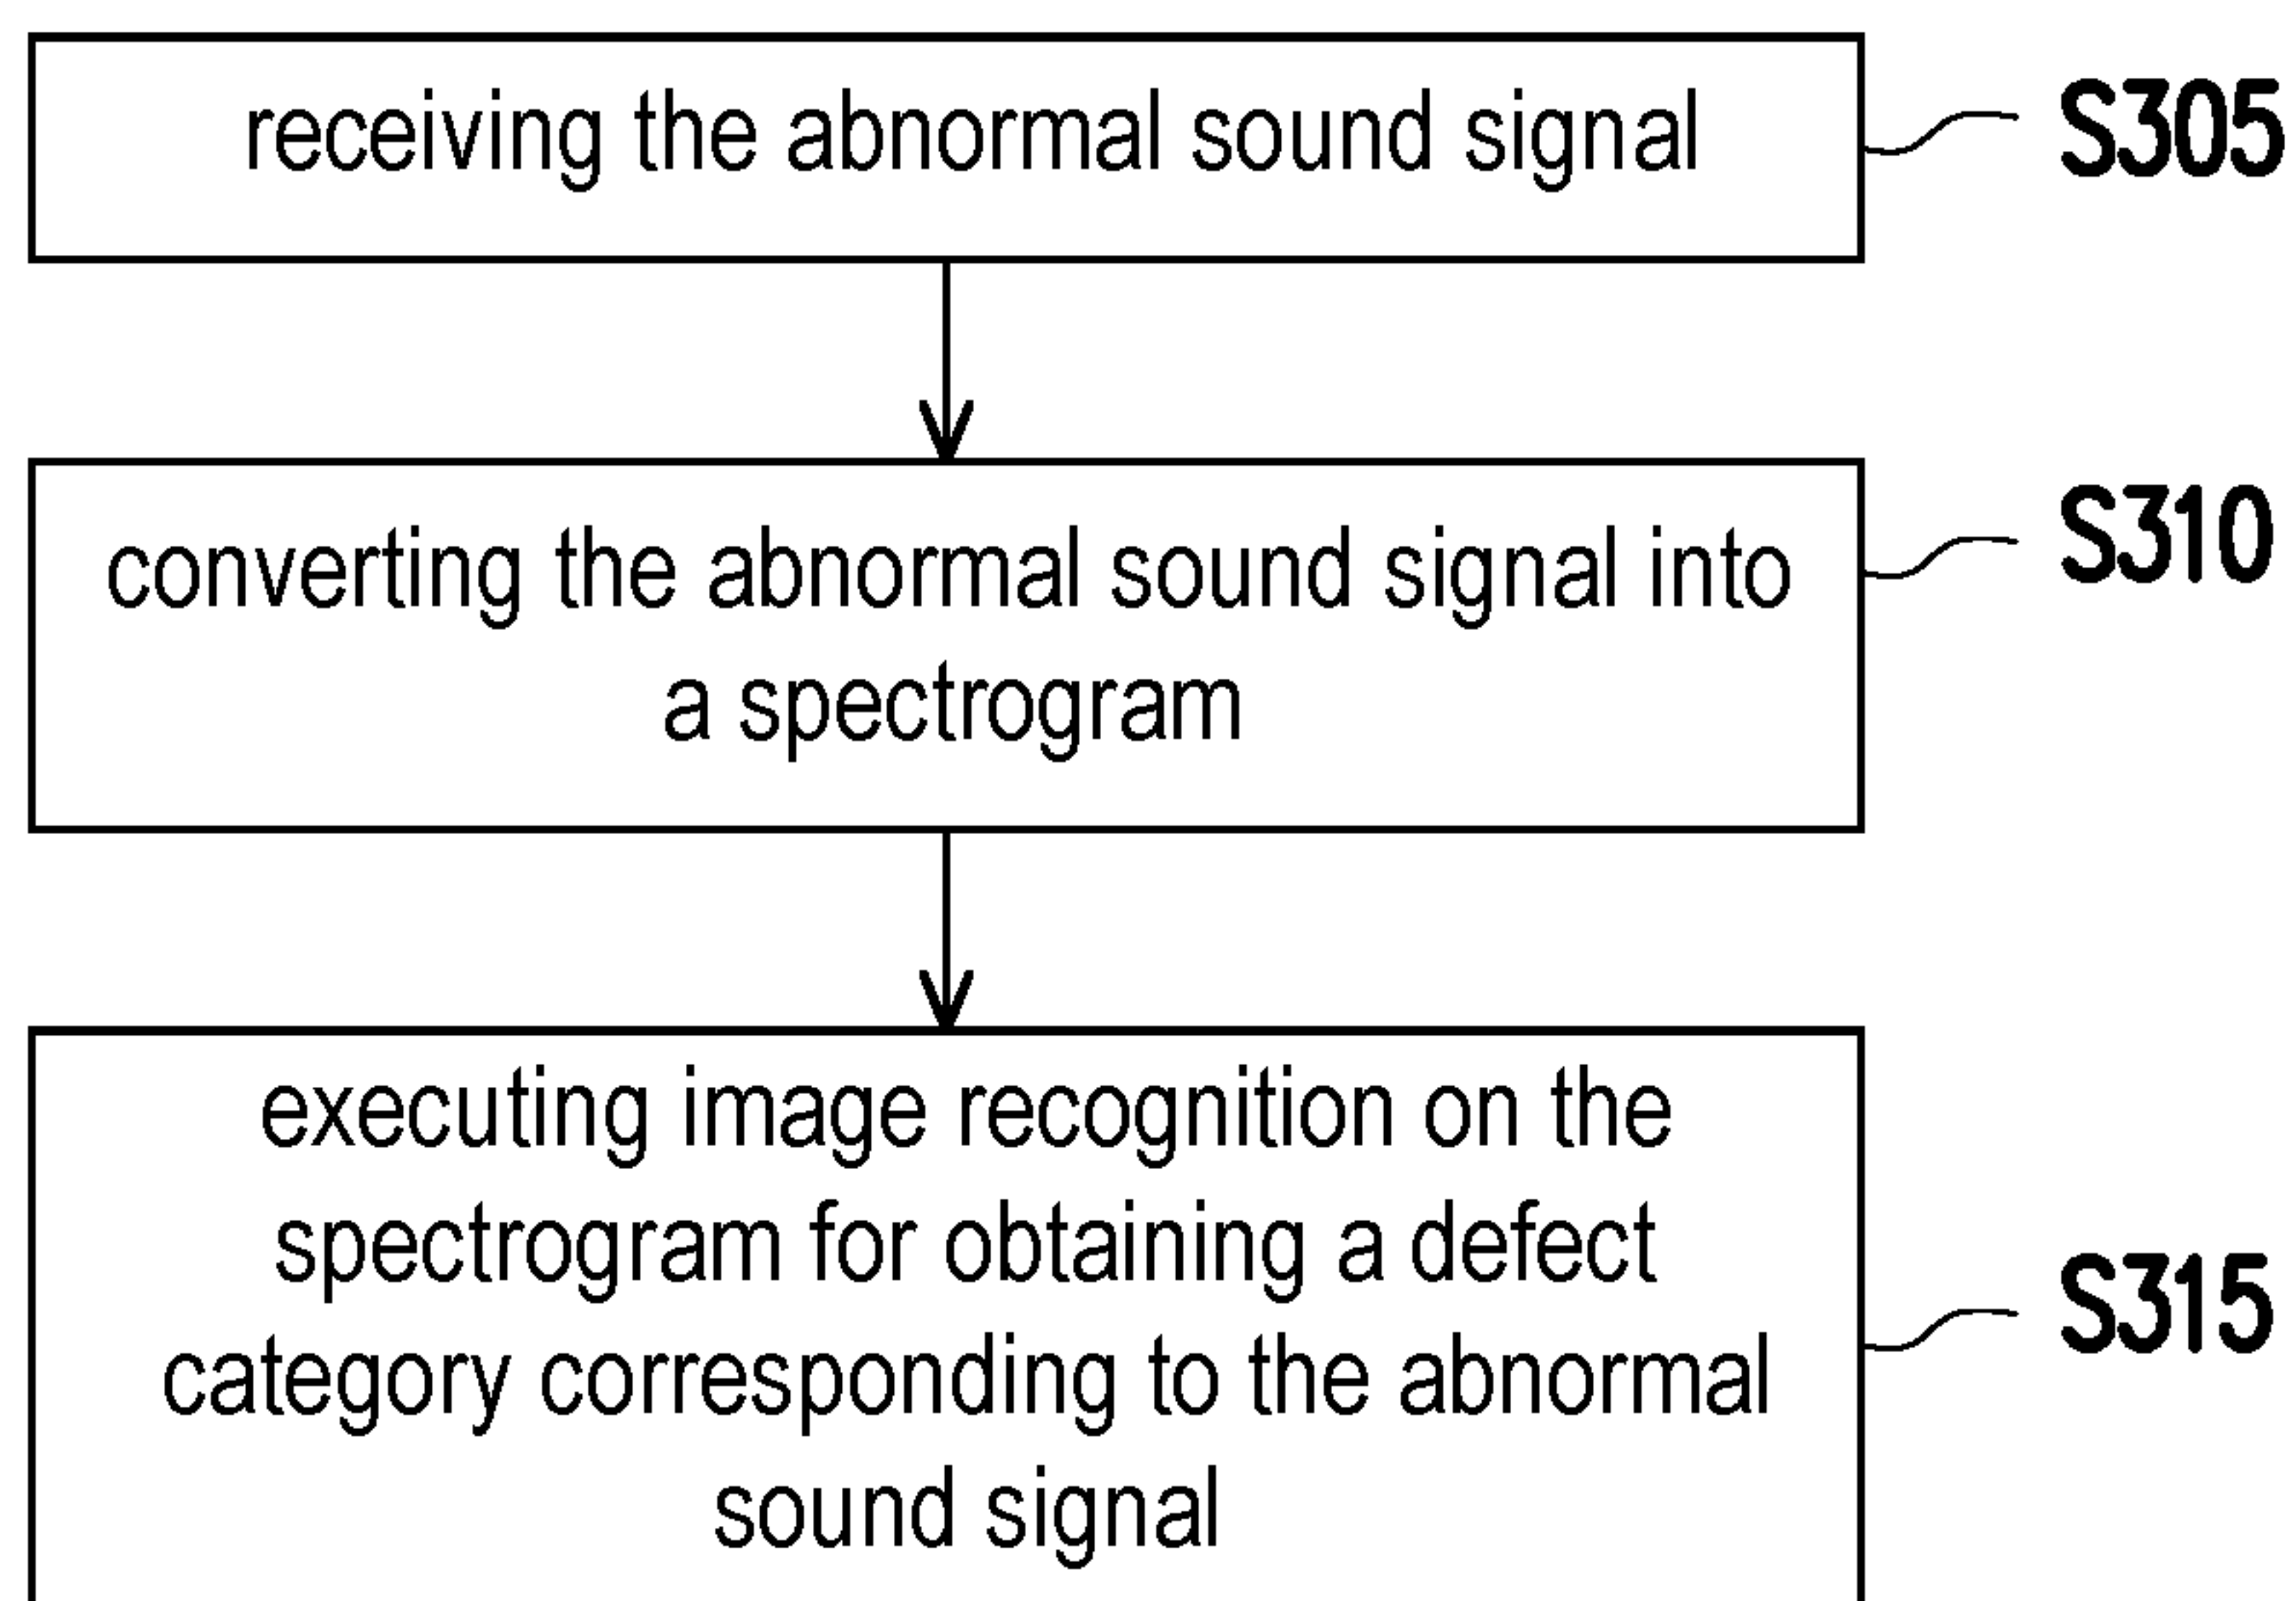 receiving the abnormal sound signal
S305
converting the abnormal sound signal into
a spectrogram
S310
executing image recognition on the
spectrogram for obtaining a defect
category corresponding to the abnormal
sound signal
S315